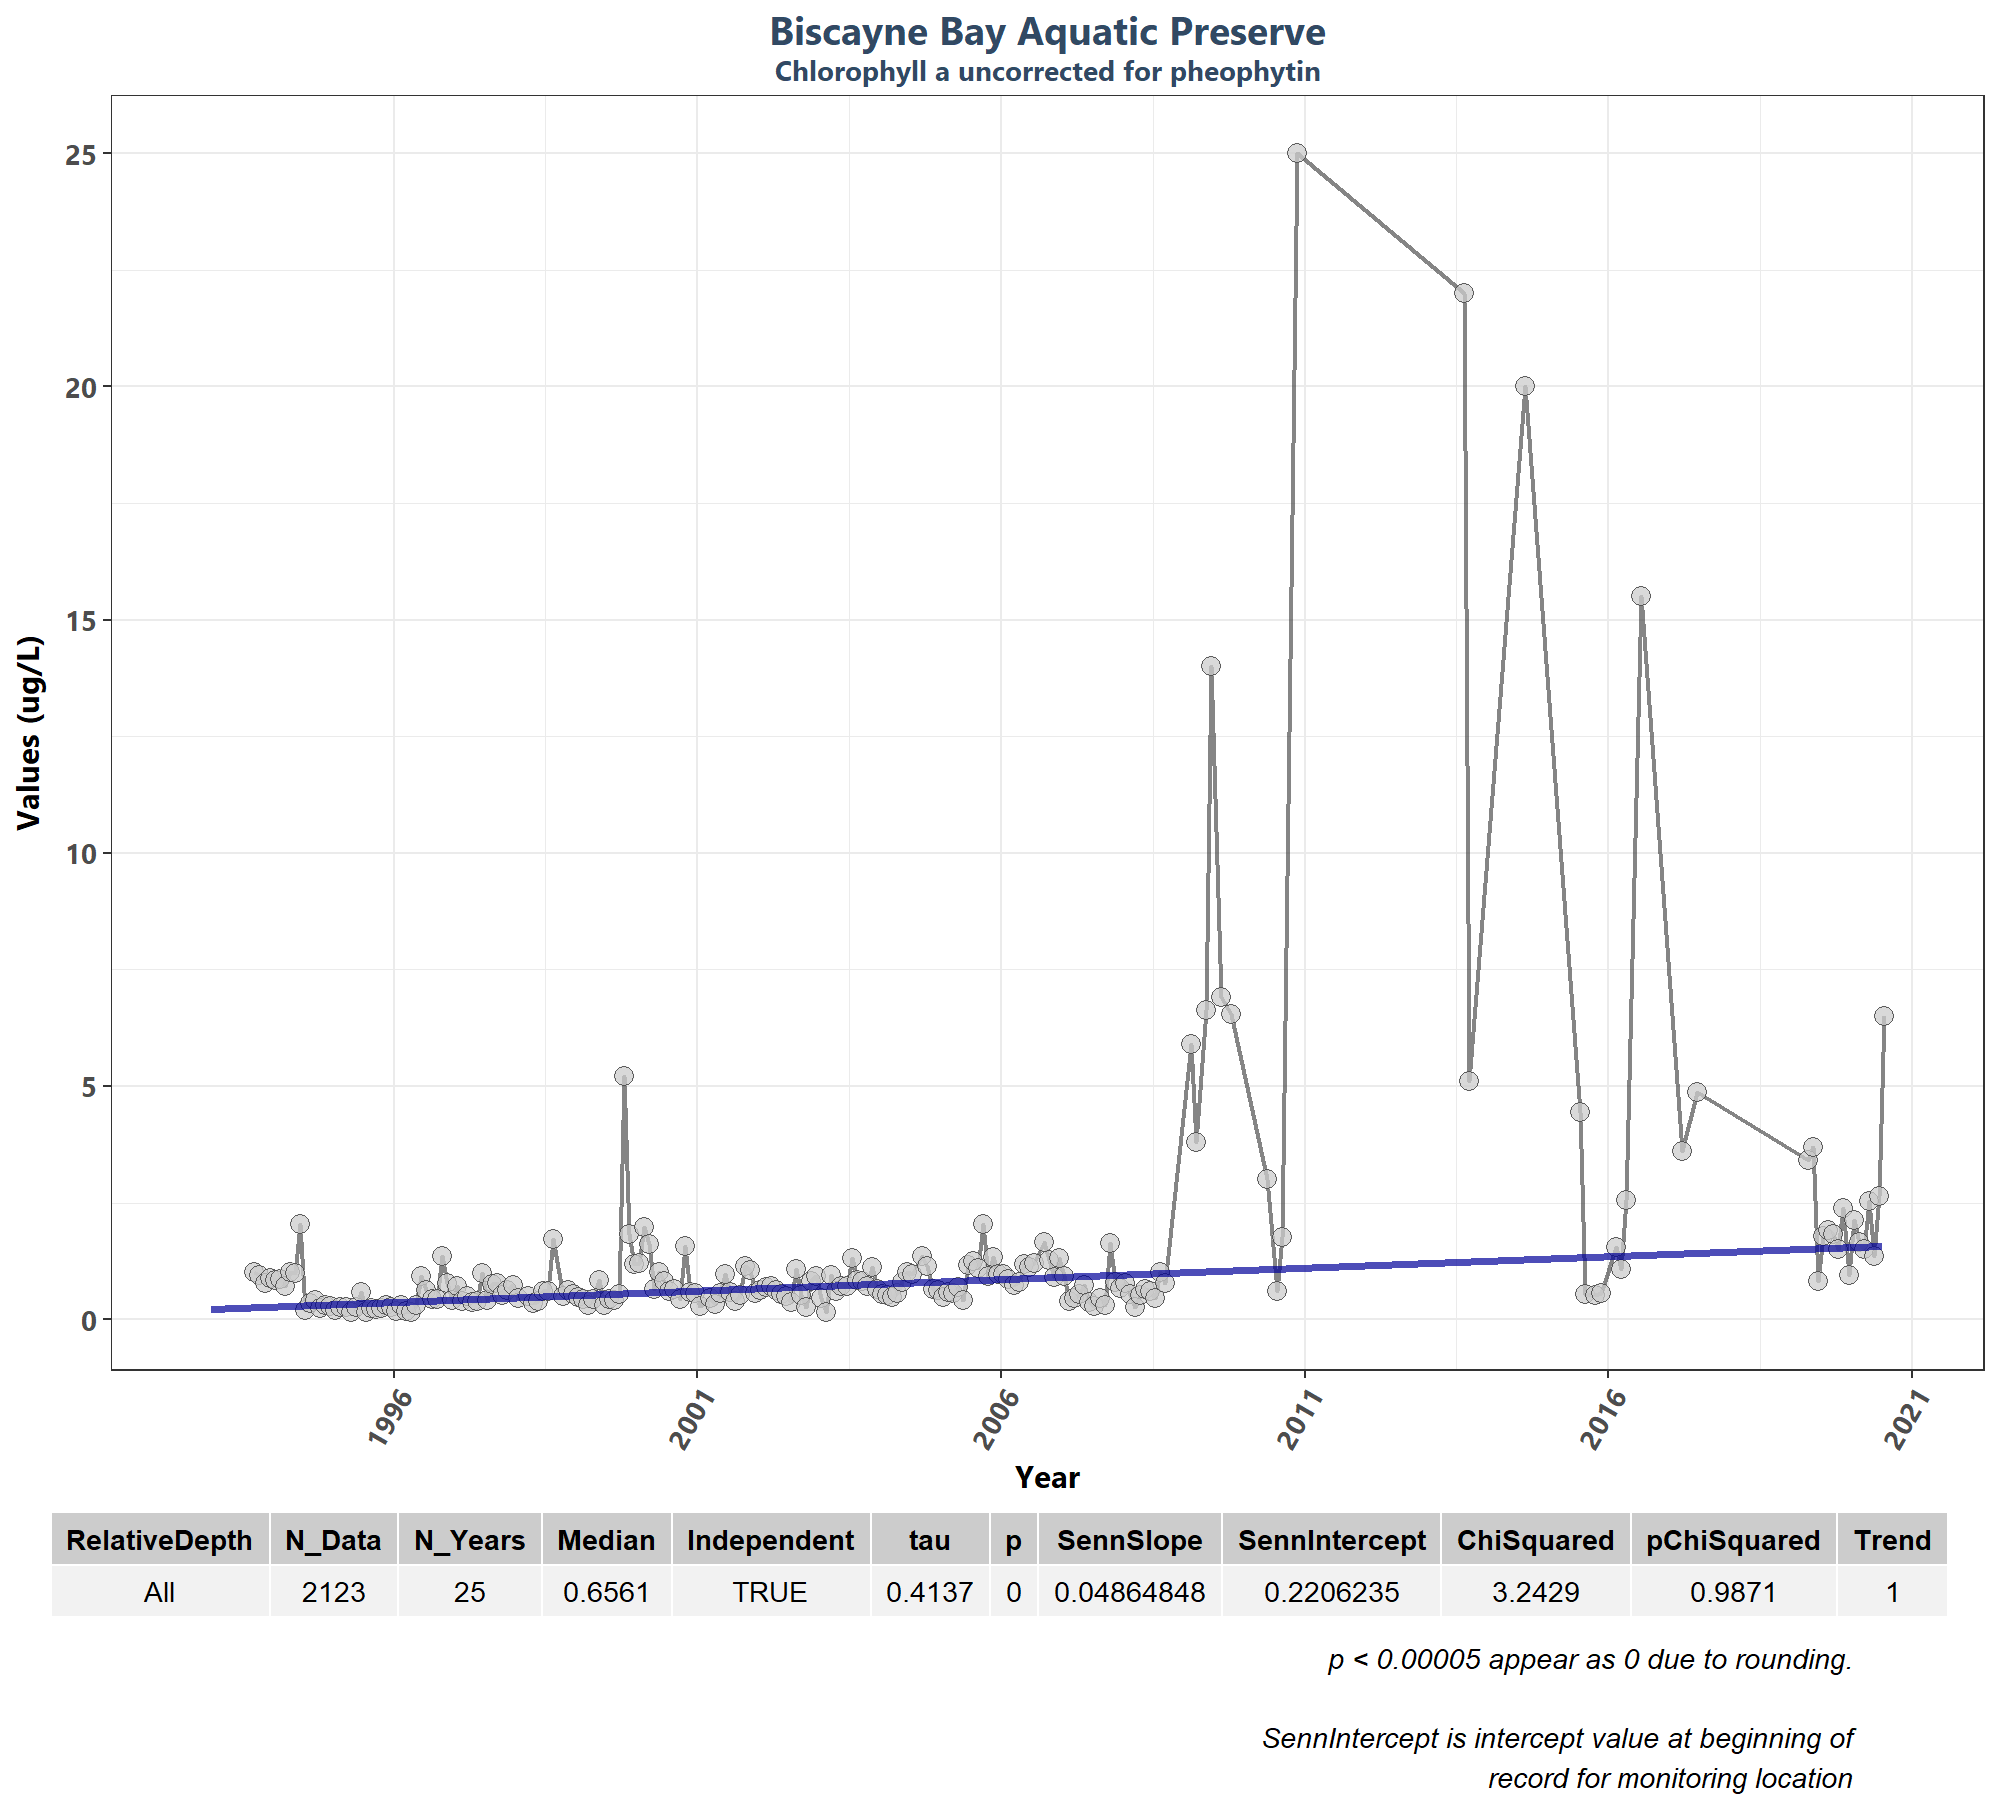 Biscayne Bay Aquatic Preserve
Chlorophyll a uncorrected for pheophytin
Values (ug/L)
25
20
15
10
5
0
1996 2001 2006 2011 2016 2021
Year
RelativeDepth N_Data N_Years Median Independent tau p SennSlope SennIntercept ChiSquared pChiSquared Trend
All 2123 25 0.6561 TRUE 0.4137 0 0.04864848 0.2206235 3.2429 0.9871 1
p < 0.00005 appear as 0 due to rounding.
SennIntercept is intercept value at beginning of
record for monitoring location